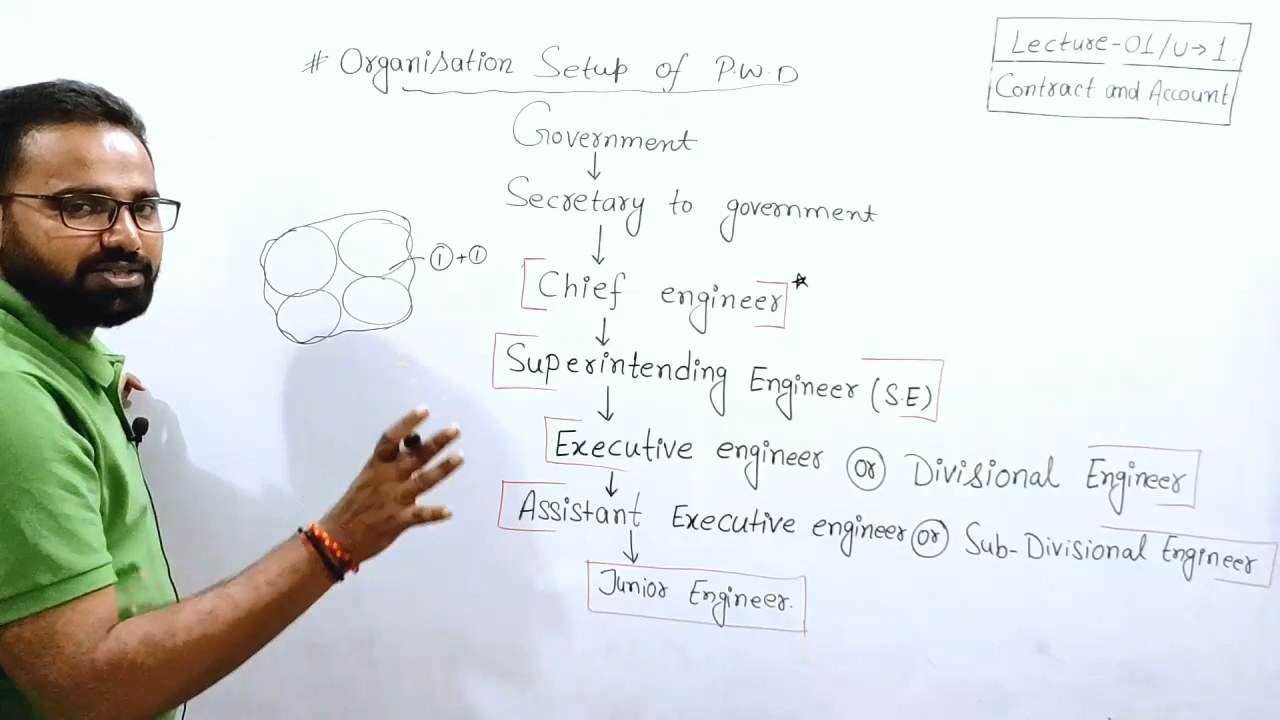 # Organisation Setup of P.W.D
Lecture-01/U→1.
Contract and Account
Government
↓
Secretary to government
↓
①+①
Chief engineer*
↓
Superintending Engineer (S.E)
↓
Executive engineer or Divisional Engineer
↓
Assistant Executive engineer or Sub-Divisional Engineer
↓
Junior Engineer.